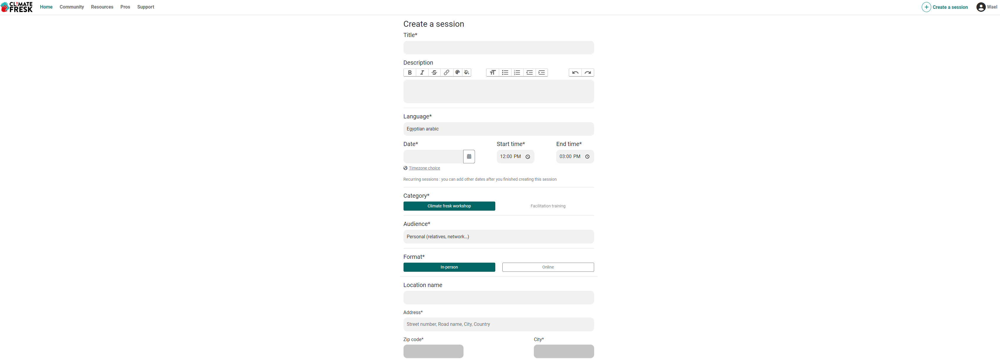 CL!MATE
FRESK
Home Community Resources Pros Support
Create a session Wael
Create a session
Title*
Description
Language*
Egyptian arabic
Date* Start time* End time*
12:00 PM 03:00 PM
Timezone choice
Recurring sessions : you can add other dates after you finished creating this session
Category*
Climate fresk workshop Facilitation training
Audience*
Personal (relatives, network...)
Format*
In-person Online
Location name
Address*
Street number, Road name, City, Country
Zip code* City*